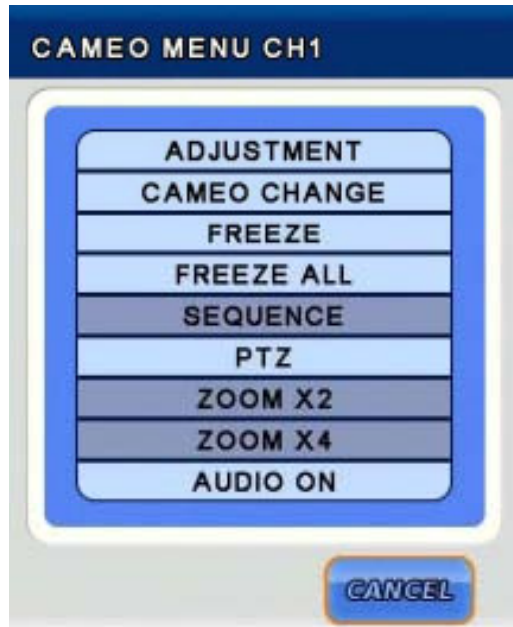 CAMEO MENU CH1
ADJUSTMENT
CAMEO CHANGE
FREEZE
FREEZE ALL
SEQUENCE
PTZ
ZOOM X2
ZOOM X4
AUDIO ON
CANCEL